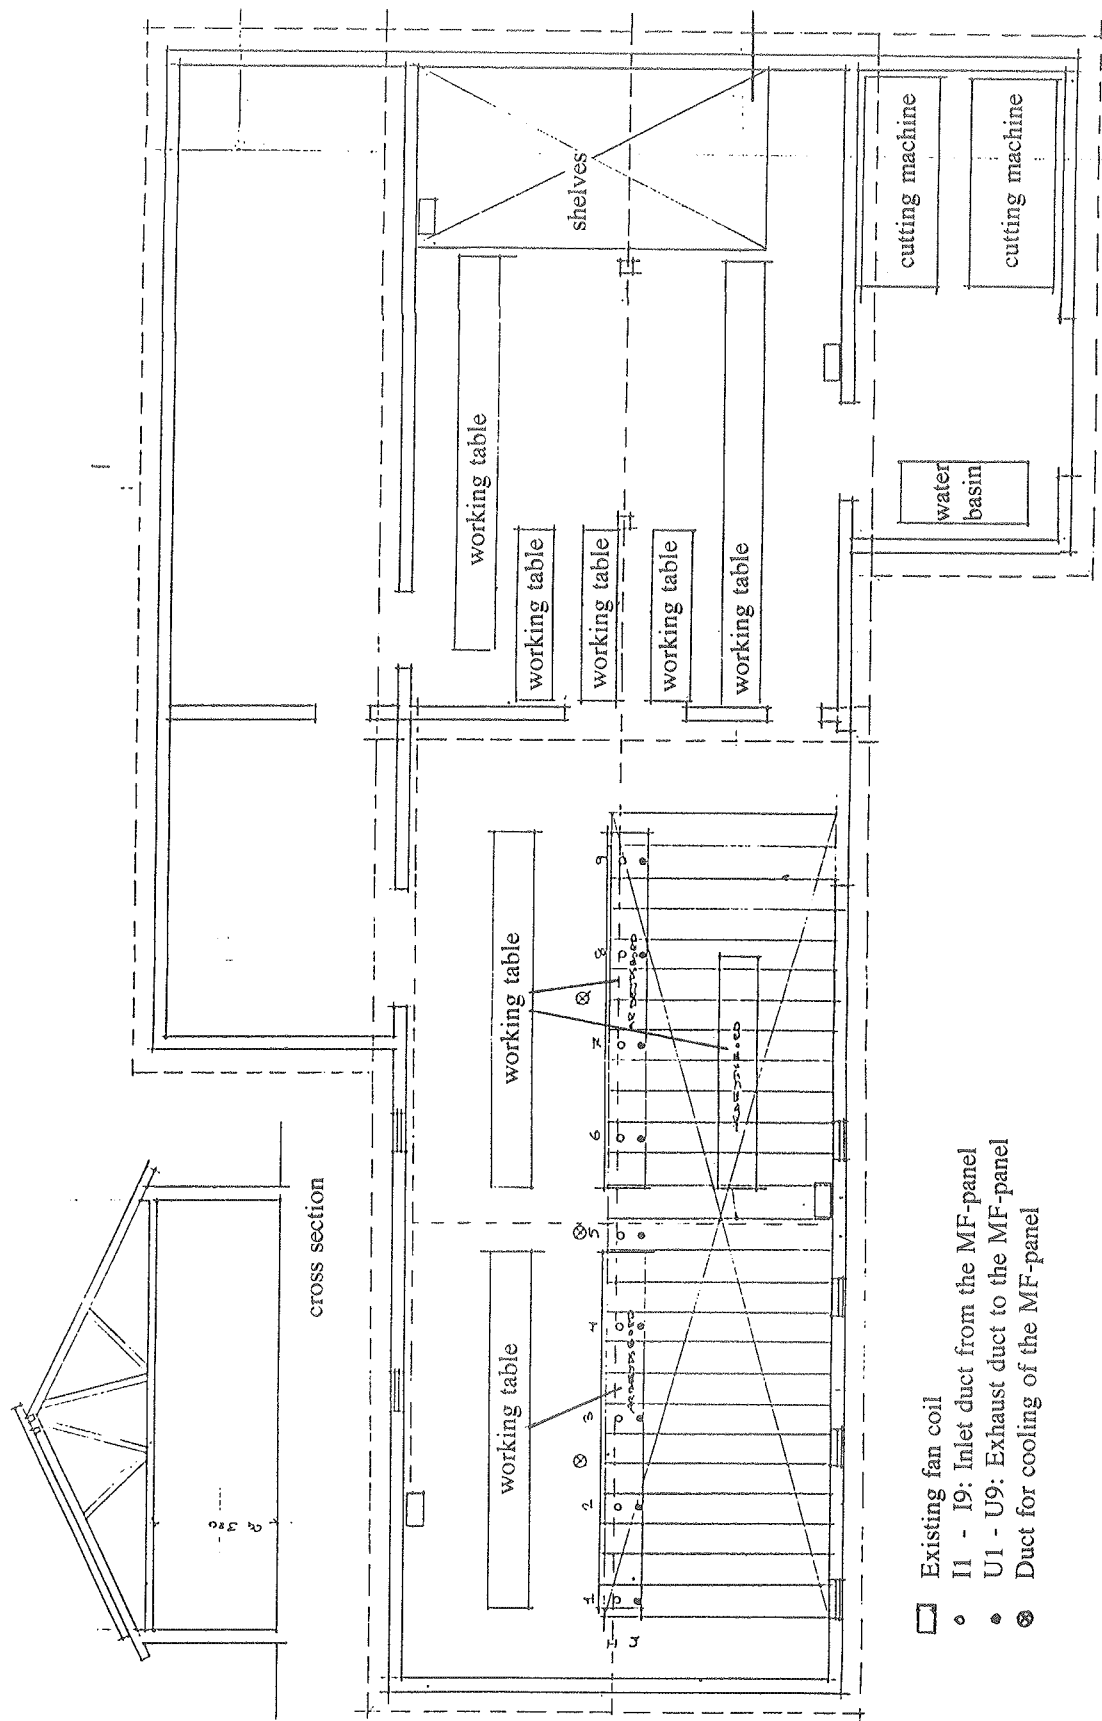 cross section
working table
working table
working table
working table
shelves
working table
1 2 3 4 5 6 7 8 9
ARBETSBORD
ARBETSBORD
working table
working table
ARBETSBORD
cutting machine
water
basin
cutting machine
Existing fan coil
I1 - I9: Inlet duct from the MF-panel
U1 - U9: Exhaust duct to the MF-panel
Duct for cooling of the MF-panel